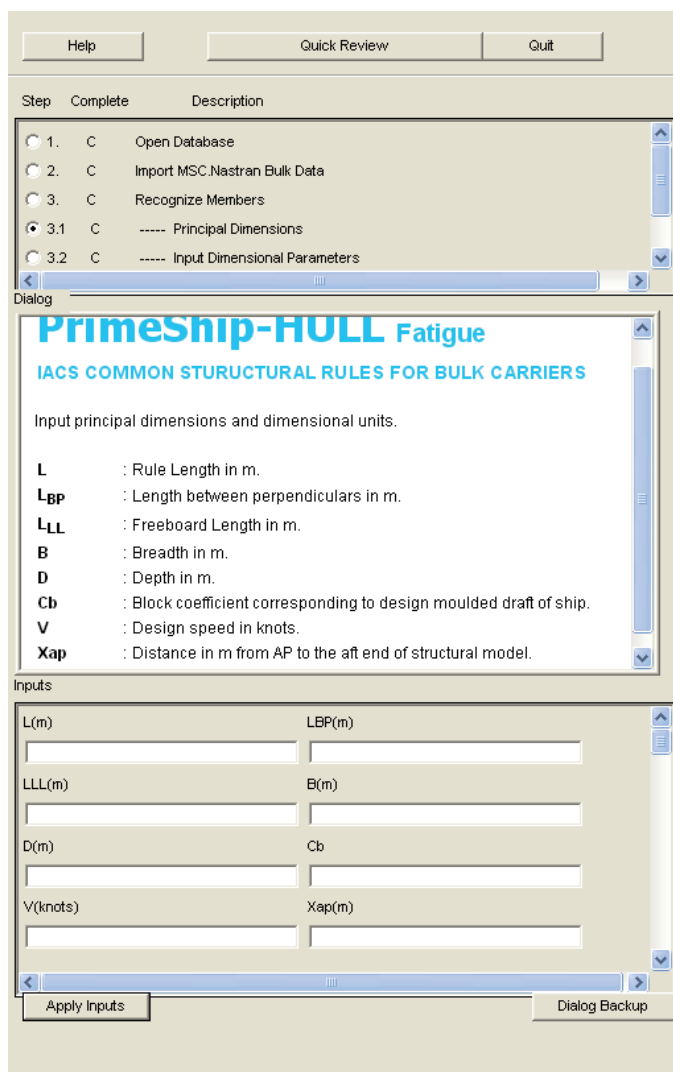 Help Quick Review Quit
Step Complete Description
1. C Open Database
2. C Import MSC.Nastran Bulk Data
3. C Recognize Members
3.1 C ----- Principal Dimensions
3.2 C ----- Input Dimensional Parameters
Dialog
PrimeShip-HULL Fatigue
IACS COMMON STURUCTURAL RULES FOR BULK CARRIERS
Input principal dimensions and dimensional units.
L : Rule Length in m.
LBP : Length between perpendiculars in m.
LLL : Freeboard Length in m.
B : Breadth in m.
D : Depth in m.
Cb : Block coefficient corresponding to design moulded draft of ship.
V : Design speed in knots.
Xap : Distance in m from AP to the aft end of structural model.
Inputs
L(m) LBP(m)
LLL(m) B(m)
D(m) Cb
V(knots) Xap(m)
Apply Inputs Dialog Backup